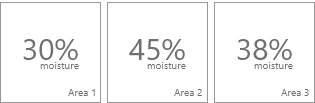 30%
moisture
Area 1
45%
moisture
Area 2
38%
moisture
Area 3